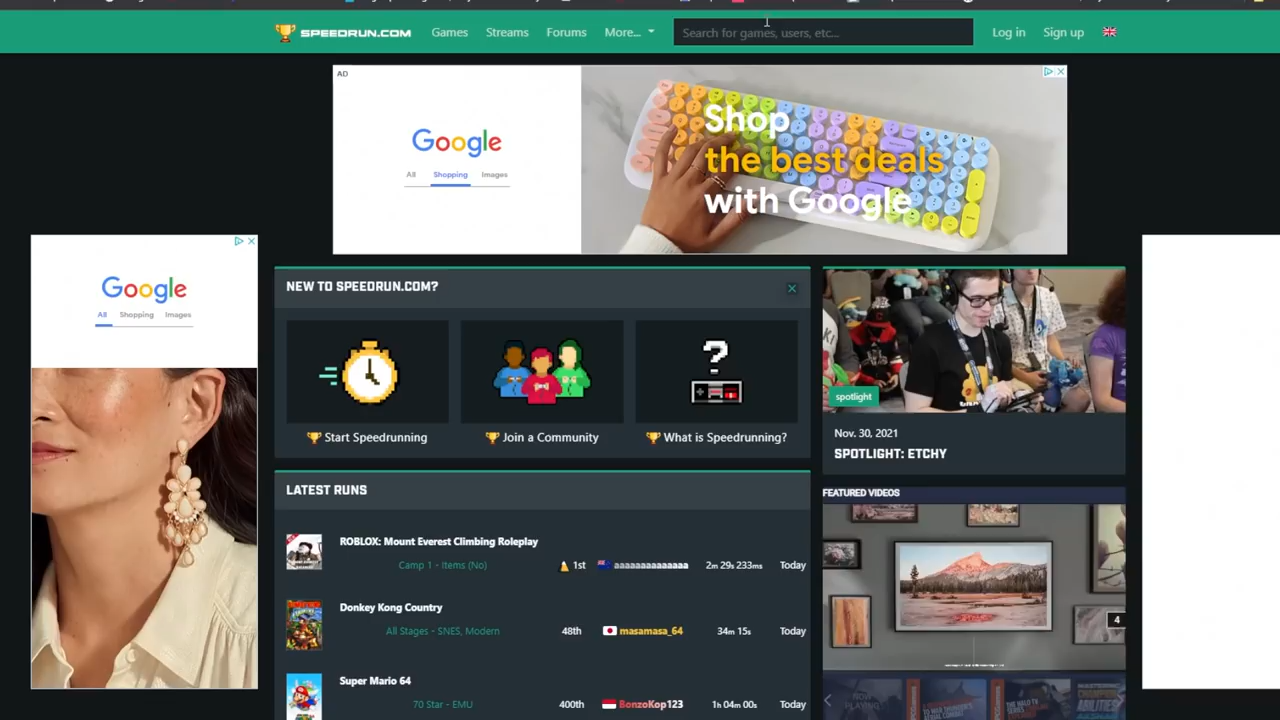 SPEEDRUN.COM
Games
Streams
Forums
More...
Search for games, users, etc...
Log in
Sign up
AD
Google
All
Shopping
Images
Shop
the best deals
with Google
Google
All
Shopping
Images
NEW TO SPEEDRUN.COM?
?
Start Speedrunning
Join a Community
What is Speedrunning?
spotlight
Nov. 30, 2021
SPOTLIGHT: ETCHY
FEATURED VIDEOS
4
LATEST RUNS
ROBLOX: Mount Everest Climbing Roleplay
Camp 1 - Items (No)
1st
aaaaaaaaaaaaaa
2m 29s 233ms
Today
Donkey Kong Country
All Stages - SNES, Modern
48th
masamasa_64
34m 15s
Today
Super Mario 64
70 Star - EMU
400th
BonzoKop123
1h 04m 00s
Today